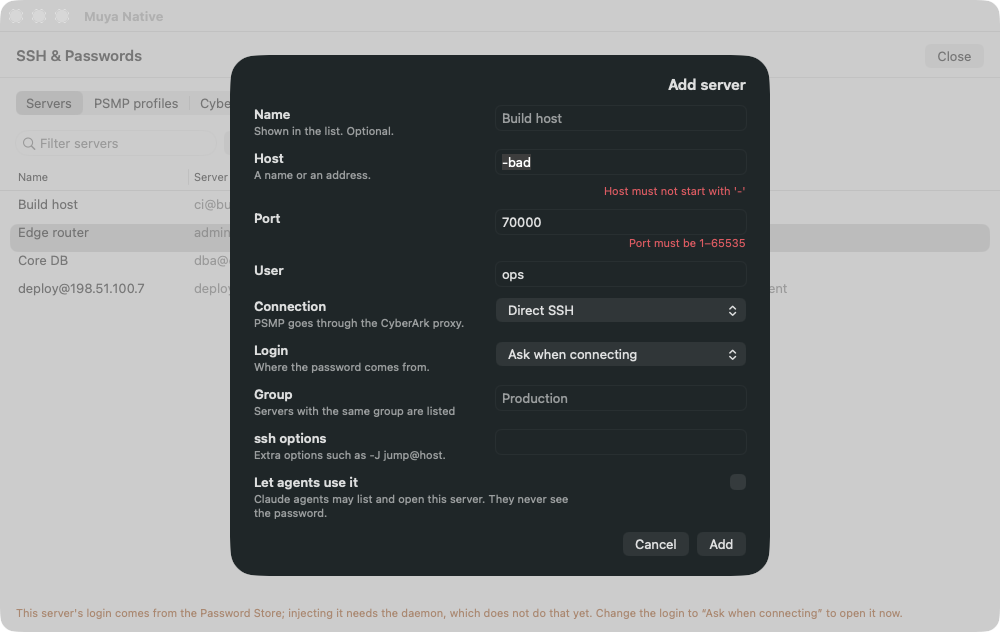 Muya Native
SSH & Passwords
Close
Servers
PSMP profiles
Cybe
Filter servers
Name
Server
Build host
ci@bu
Edge router
admin
Core DB
dba@
deploy@198.51.100.7
deploy
ent
Add server
Name
Shown in the list. Optional.
Build host
Host
A name or an address.
-bad
Host must not start with '-'
Port
70000
Port must be 1–65535
User
ops
Connection
PSMP goes through the CyberArk proxy.
Direct SSH
Login
Where the password comes from.
Ask when connecting
Group
Servers with the same group are listed
Production
ssh options
Extra options such as -J jump@host.
Let agents use it
Claude agents may list and open this server. They never see
the password.
Cancel
Add
This server's login comes from the Password Store; injecting it needs the daemon, which does not do that yet. Change the login to “Ask when connecting” to open it now.